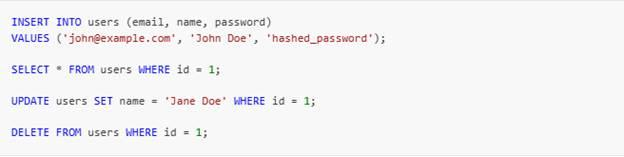 INSERT INTO users (email, name, password)
VALUES ('john@example.com', 'John Doe', 'hashed_password');
SELECT * FROM users WHERE id = 1;
UPDATE users SET name = 'Jane Doe' WHERE id = 1;
DELETE FROM users WHERE id = 1;